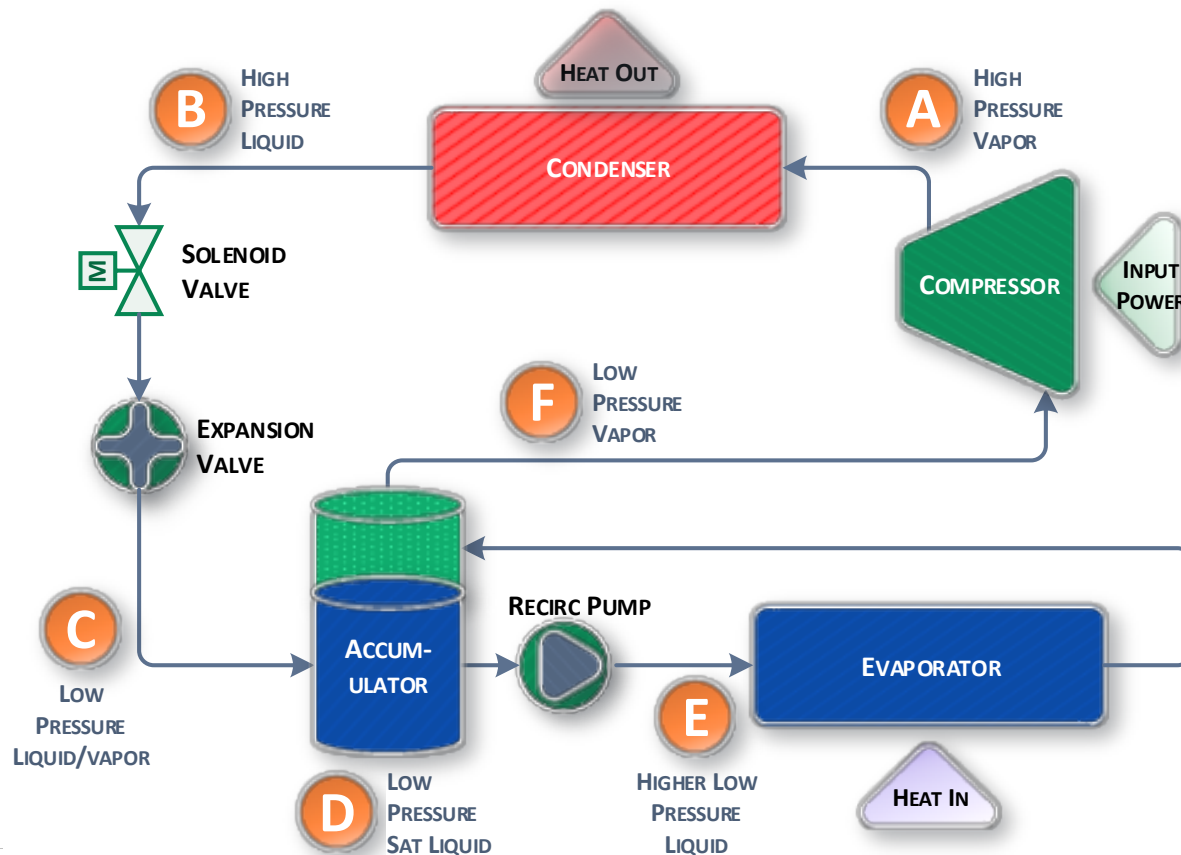 B
HIGH
PRESSURE
LIQUID
HEAT OUT
CONDENSER
A
HIGH
PRESSURE
VAPOR
M
SOLENOID
VALVE
COMPRESSOR
INPUT
POWER
F
LOW
PRESSURE
VAPOR
EXPANSION
VALVE
C
LOW
PRESSURE
LIQUID/VAPOR
ACCUM-
ULATOR
RECIRC PUMP
EVAPORATOR
D
LOW
PRESSURE
SAT LIQUID
E
HIGHER LOW
PRESSURE
LIQUID
HEAT IN